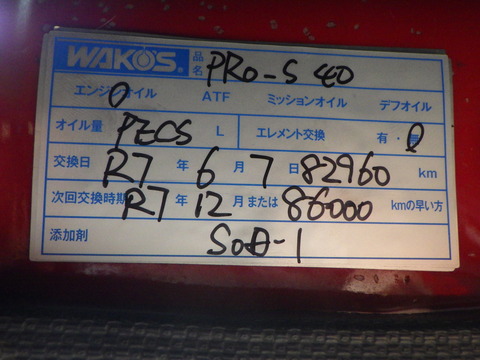 WAKO'S 品名 PRO-S 40
エンジンオイル ATF ミッションオイル デフオイル
オイル量 PECS L エレメント交換 有・無
交換日 R7 年 6 月 7 日 82960 km
次回交換時期 R7 年 12 月または 86000 kmの早い方
添加剤 SOD-1